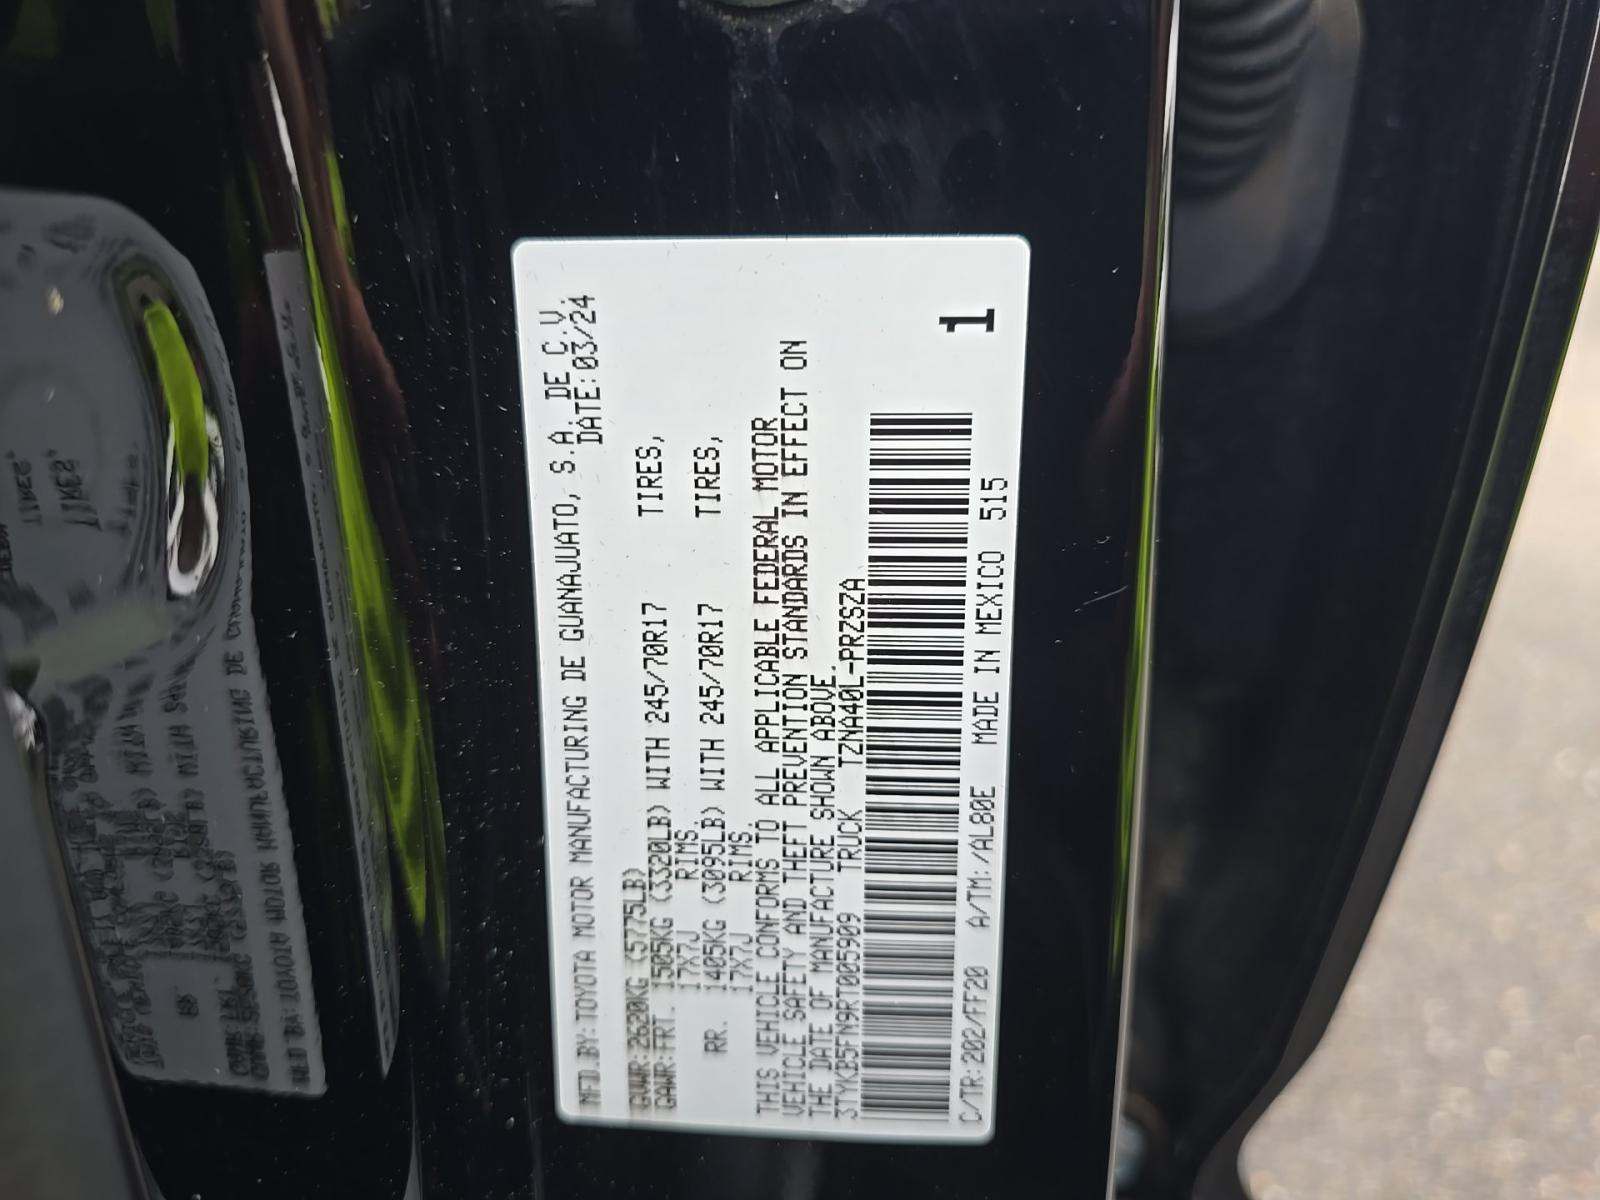 MFD.BY:TOYOTA MOTOR MANUFACTURING DE GUANAJUATO, S.A. DE C.V.
DATE:03/24
GVWR:2620KG (5775LB)
GAWR:FRT. 1505KG (3320LB) WITH 245/70R17 TIRES,
17X7J RIMS,
RR. 1405KG (3095LB) WITH 245/70R17 TIRES,
17X7J RIMS.
THIS VEHICLE CONFORMS TO ALL APPLICABLE FEDERAL MOTOR
VEHICLE SAFETY AND THEFT PREVENTION STANDARDS IN EFFECT ON
THE DATE OF MANUFACTURE SHOWN ABOVE.
3TYKB5FN9RT005909 TRUCK TZNA40L-PRZSZA
C/TR:202/FF20 A/TM:/AL80E MADE IN MEXICO 515
1